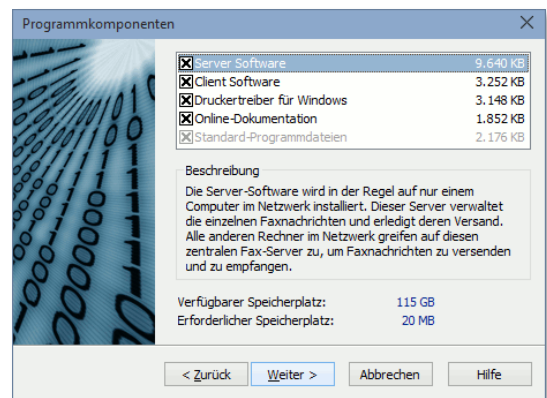 Programmkomponenten
Server Software 9.640 KB
Client Software 3.252 KB
Druckertreiber für Windows 3.148 KB
Online-Dokumentation 1.852 KB
Standard-Programmdateien 2.176 KB
Beschreibung
Die Server-Software wird in der Regel auf nur einem
Computer im Netzwerk installiert. Dieser Server verwaltet
die einzelnen Faxnachrichten und erledigt deren Versand.
Alle anderen Rechner im Netzwerk greifen auf diesen
zentralen Fax-Server zu, um Faxnachrichten zu versenden
und zu empfangen.
Verfügbarer Speicherplatz: 115 GB
Erforderlicher Speicherplatz: 20 MB
< Zurück Weiter > Abbrechen Hilfe